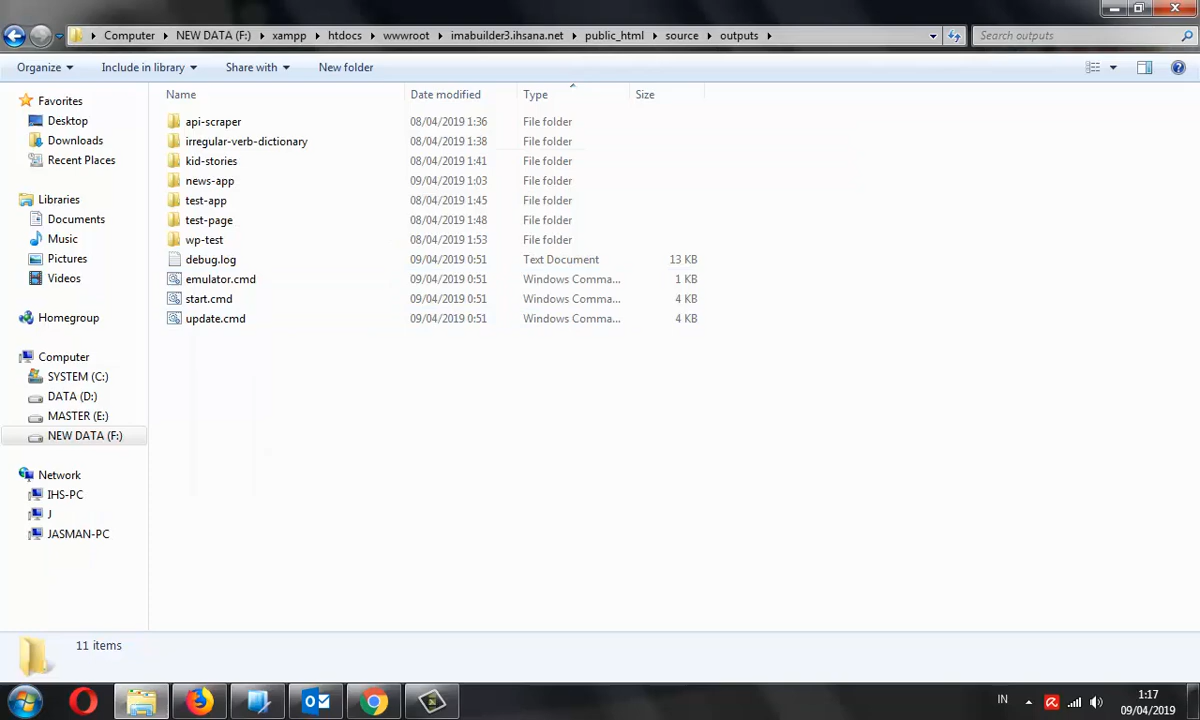 Computer NEW DATA (F:) xampp htdocs wwwroot imabuilder3.ihsana.net public_html source outputs Search outputs
Organize Include in library Share with New folder
Name Date modified Type Size
Favorites
Desktop
Downloads
Recent Places
Libraries
Documents
Music
Pictures
Videos
Homegroup
Computer
SYSTEM (C:)
DATA (D:)
MASTER (E:)
NEW DATA (F:)
Network
IHS-PC
J
JASMAN-PC
api-scraper 08/04/2019 1:36 File folder
irregular-verb-dictionary 08/04/2019 1:38 File folder
kid-stories 08/04/2019 1:41 File folder
news-app 09/04/2019 1:03 File folder
test-app 08/04/2019 1:45 File folder
test-page 08/04/2019 1:48 File folder
wp-test 08/04/2019 1:53 File folder
debug.log 09/04/2019 0:51 Text Document 13 KB
emulator.cmd 09/04/2019 0:51 Windows Comma... 1 KB
start.cmd 09/04/2019 0:51 Windows Comma... 4 KB
update.cmd 09/04/2019 0:51 Windows Comma... 4 KB
11 items
IN 1:17
09/04/2019